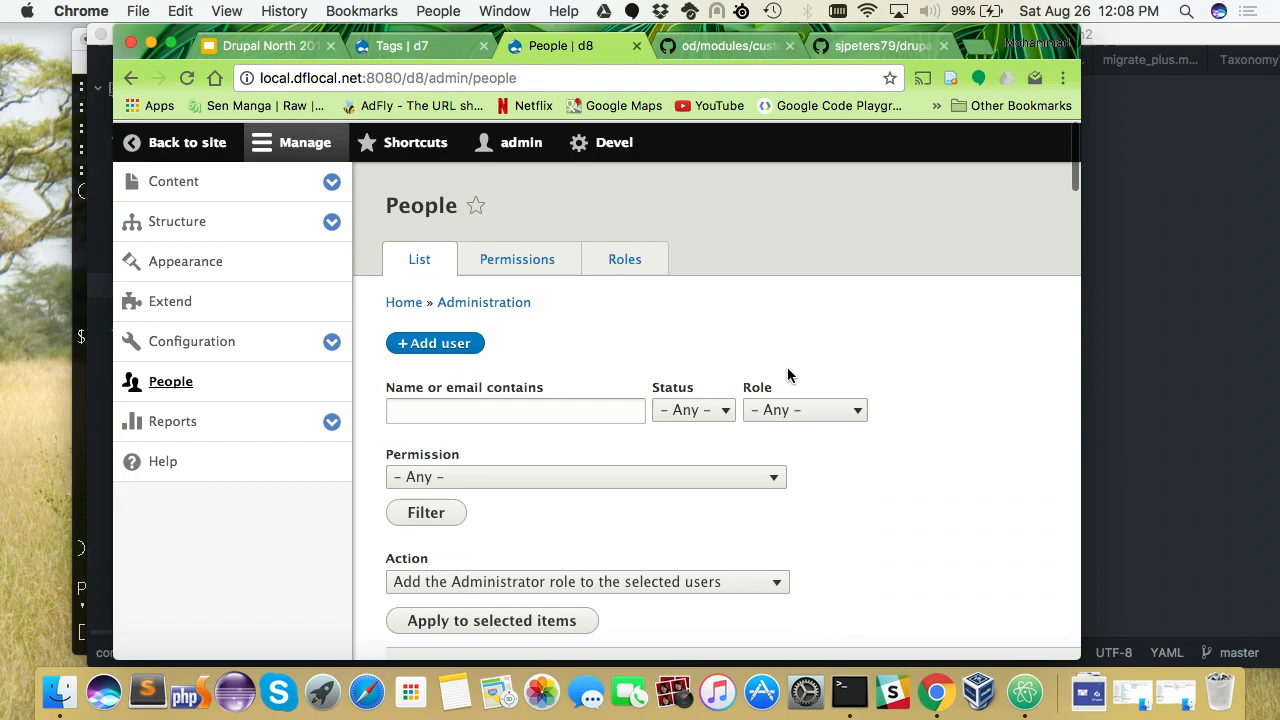 Chrome File Edit View History Bookmarks People Window Help 99% Sat Aug 26 12:08 PM
Drupal North 201 Tags | d7 People | d8 od/modules/cust sjpeters79/drupa Mohammad
migrate_plus.m... Taxonomy
local.dflocal.net:8080/d8/admin/people
Apps Sen Manga | Raw |... AdFly - The URL sh... Netflix Google Maps YouTube Google Code Playgr... » Other Bookmarks
Back to site Manage Shortcuts admin Devel
Content
Structure
Appearance
Extend
Configuration
People
Reports
Help
People
List Permissions Roles
Home » Administration
+ Add user
Name or email contains Status Role
– Any – – Any –
Permission
– Any –
Filter
Action
Add the Administrator role to the selected users
Apply to selected items
UTF-8 YAML master